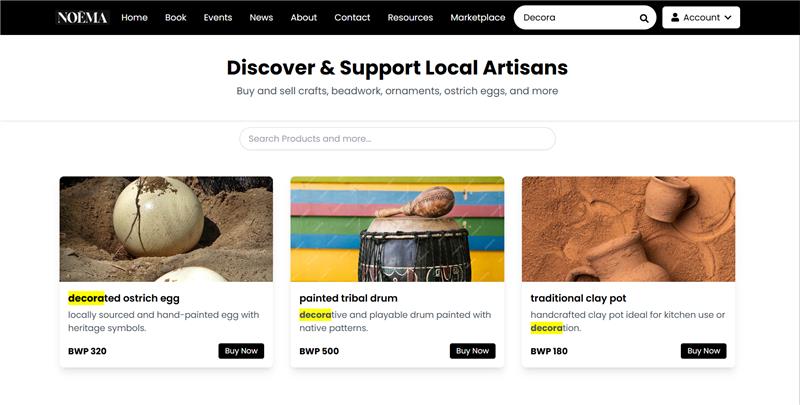 NOĒMA Home Book Events News About Contact Resources Marketplace Decora Account
Discover & Support Local Artisans
Buy and sell crafts, beadwork, ornaments, ostrich eggs, and more
Search Products and more...
decorated ostrich egg
locally sourced and hand-painted egg with
heritage symbols.
BWP 320 Buy Now
painted tribal drum
decorative and playable drum painted with
native patterns.
BWP 500 Buy Now
traditional clay pot
handcrafted clay pot ideal for kitchen use or
decoration.
BWP 180 Buy Now